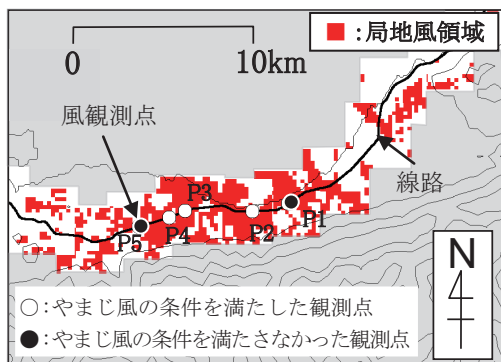 ■:局地風領域
0 10km
風観測点
線路
P3
P1
P5 P4 P2
N
○:やまじ風の条件を満たした観測点
●:やまじ風の条件を満たさなかった観測点